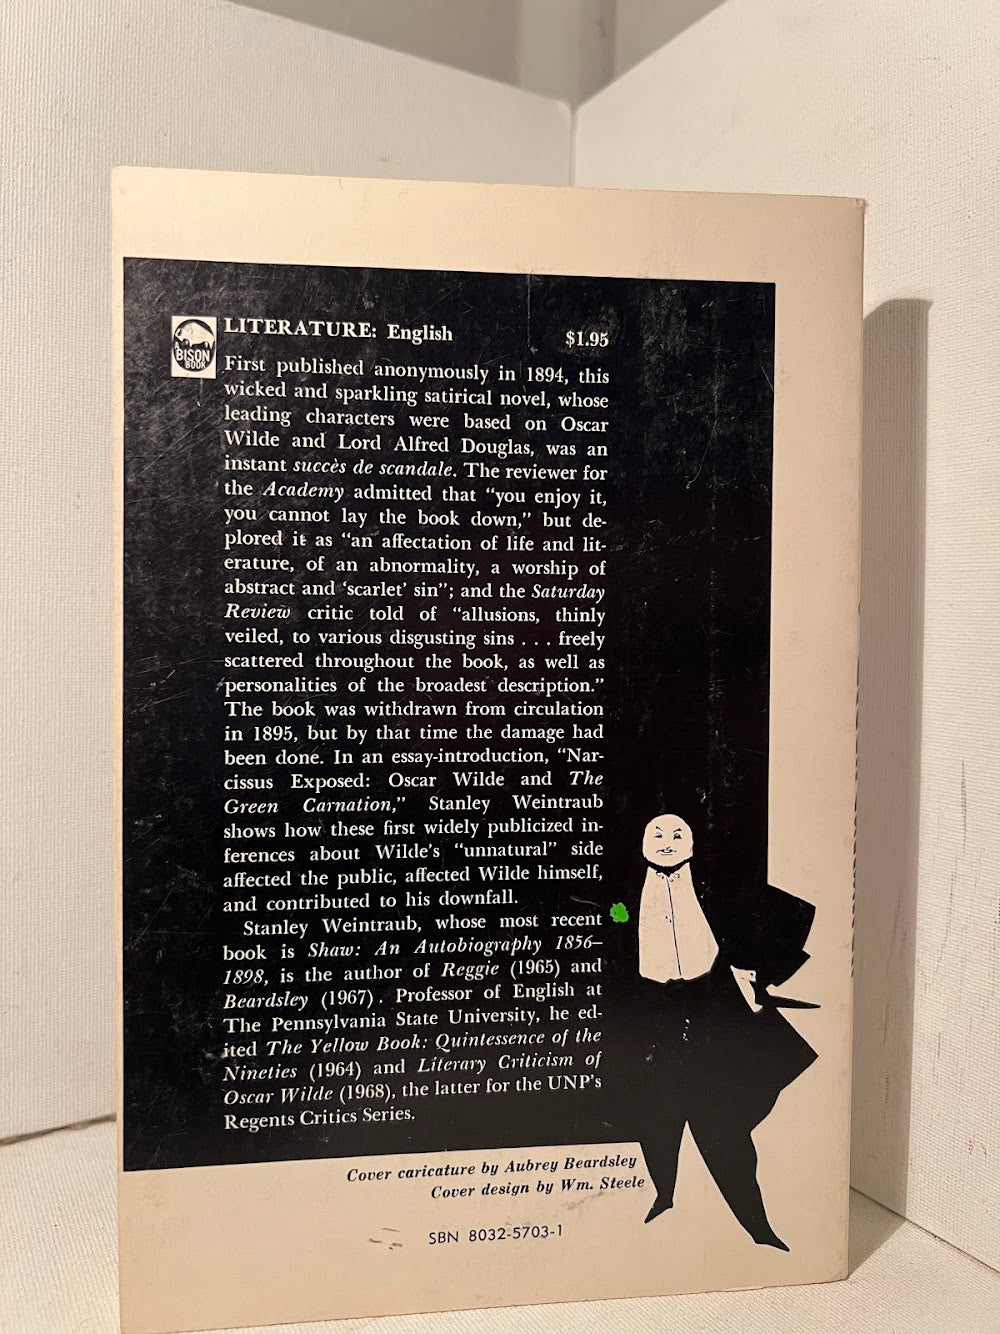 A
BISON
BOOK
LITERATURE: English
$1.95
First published anonymously in 1894, this
wicked and sparkling satirical novel, whose
leading characters were based on Oscar
Wilde and Lord Alfred Douglas, was an
instant succès de scandale. The reviewer for
the Academy admitted that “you enjoy it,
you cannot lay the book down,” but de-
plored it as “an affectation of life and lit-
erature, of an abnormality, a worship of
abstract and ‘scarlet’ sin”; and the Saturday
Review critic told of “allusions, thinly
veiled, to various disgusting sins . . . freely
scattered throughout the book, as well as
personalities of the broadest description.”
The book was withdrawn from circulation
in 1895, but by that time the damage had
been done. In an essay-introduction, “Nar-
cissus Exposed: Oscar Wilde and The
Green Carnation,” Stanley Weintraub
shows how these first widely publicized in-
ferences about Wilde’s “unnatural” side
affected the public, affected Wilde himself,
and contributed to his downfall.
Stanley Weintraub, whose most recent
book is Shaw: An Autobiography 1856–
1898, is the author of Reggie (1965) and
Beardsley (1967). Professor of English at
The Pennsylvania State University, he ed-
ited The Yellow Book: Quintessence of the
Nineties (1964) and Literary Criticism of
Oscar Wilde (1968), the latter for the UNP’s
Regents Critics Series.
Cover caricature by Aubrey Beardsley
Cover design by Wm. Steele
SBN 8032-5703-1